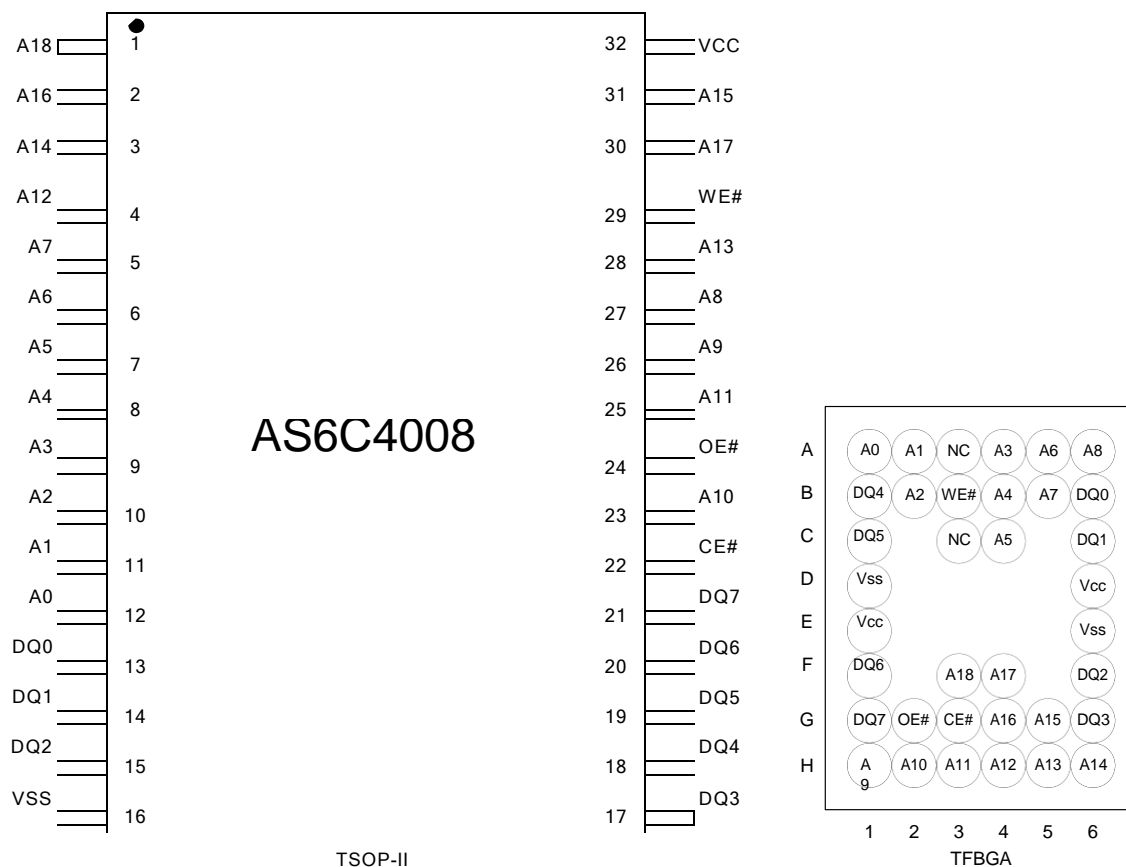 A18 1 32 VCC
A16 2 31 A15
A14 3 30 A17
A12 4 29 WE#
A7 5 28 A13
A6 6 27 A8
A5 7 26 A9
A4 8 25 A11
AS6C4008
A3 9 24 OE#
A2 10 23 A10
A1 11 22 CE#
A0 12 21 DQ7
DQ0 13 20 DQ6
DQ1 14 19 DQ5
DQ2 15 18 DQ4
VSS 16 17 DQ3
TSOP-II
A A0 A1 NC A3 A6 A8
B DQ4 A2 WE# A4 A7 DQ0
C DQ5 NC A5 DQ1
D Vss Vcc
E Vcc Vss
F DQ6 A18 A17 DQ2
G DQ7 OE# CE# A16 A15 DQ3
H A9 A10 A11 A12 A13 A14
1 2 3 4 5 6
TFBGA